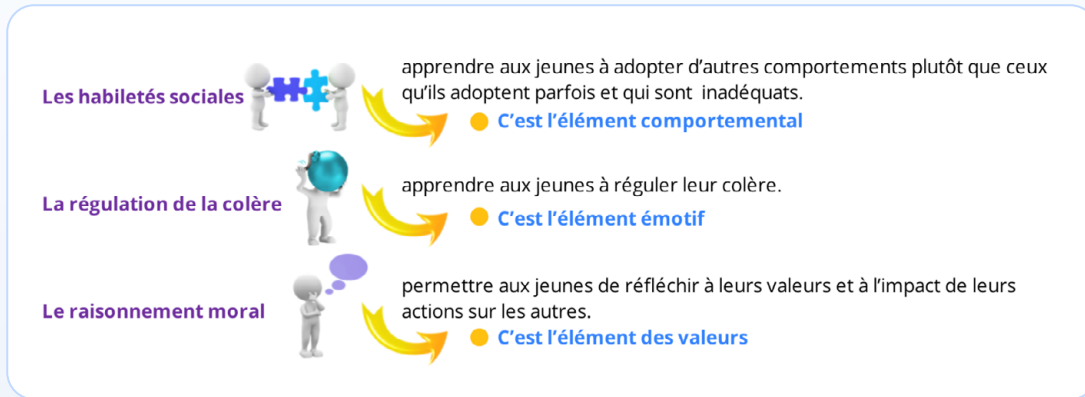 Les habiletés sociales
apprendre aux jeunes à adopter d’autres comportements plutôt que ceux
qu’ils adoptent parfois et qui sont inadéquats.
C’est l’élément comportemental
La régulation de la colère
apprendre aux jeunes à réguler leur colère.
C’est l’élément émotif
Le raisonnement moral
permettre aux jeunes de réfléchir à leurs valeurs et à l’impact de leurs
actions sur les autres.
C’est l’élément des valeurs